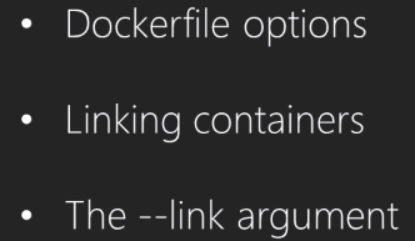 • Dockerfile options
• Linking containers
• The --link argument